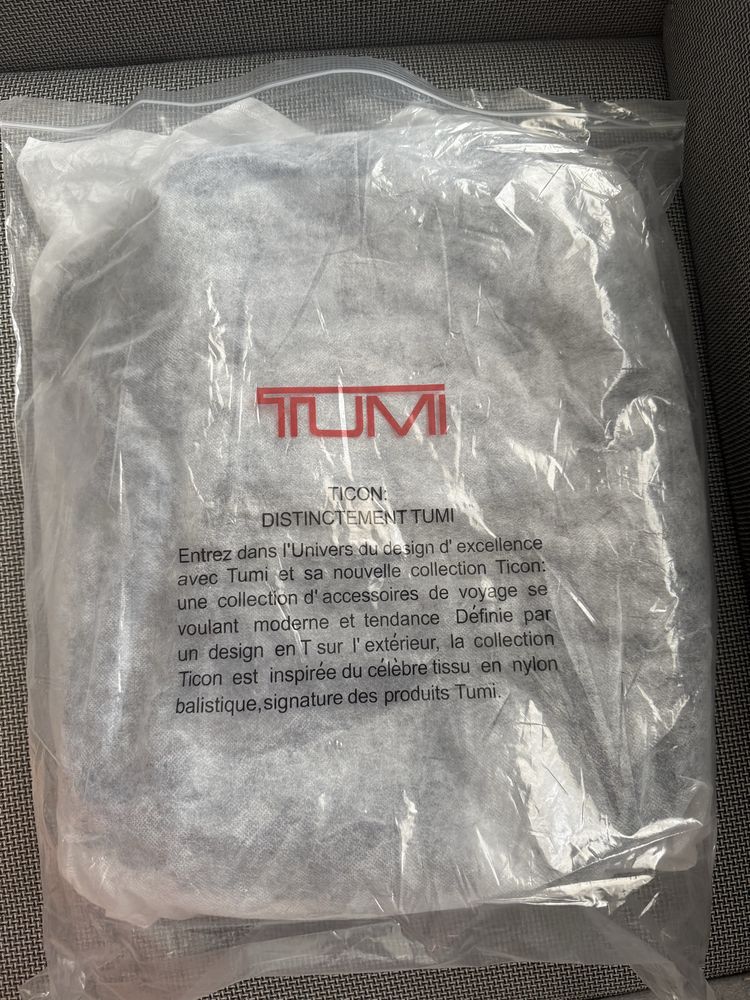 TUMI
TICON:
DISTINCTEMENT TUMI
Entrez dans l'Univers du design d' excellence
avec Tumi et sa nouvelle collection Ticon:
une collection d' accessoires de voyage se
voulant moderne et tendance Définie par
un design en T sur l' extérieur, la collection
Ticon est inspirée du célèbre tissu en nylon
balistique,signature des produits Tumi.